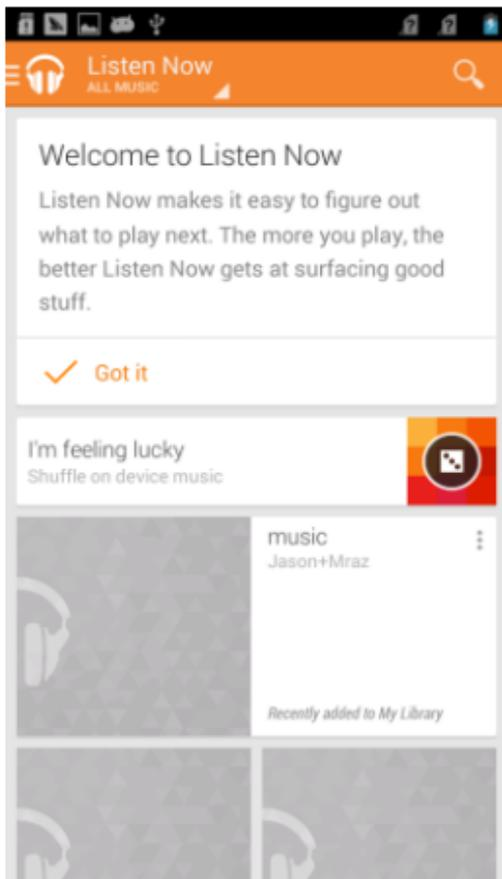 Listen Now
ALL MUSIC
Welcome to Listen Now
Listen Now makes it easy to figure out
what to play next. The more you play, the
better Listen Now gets at surfacing good
stuff.
Got it
I'm feeling lucky
Shuffle on device music
music
Jason+Mraz
Recently added to My Library